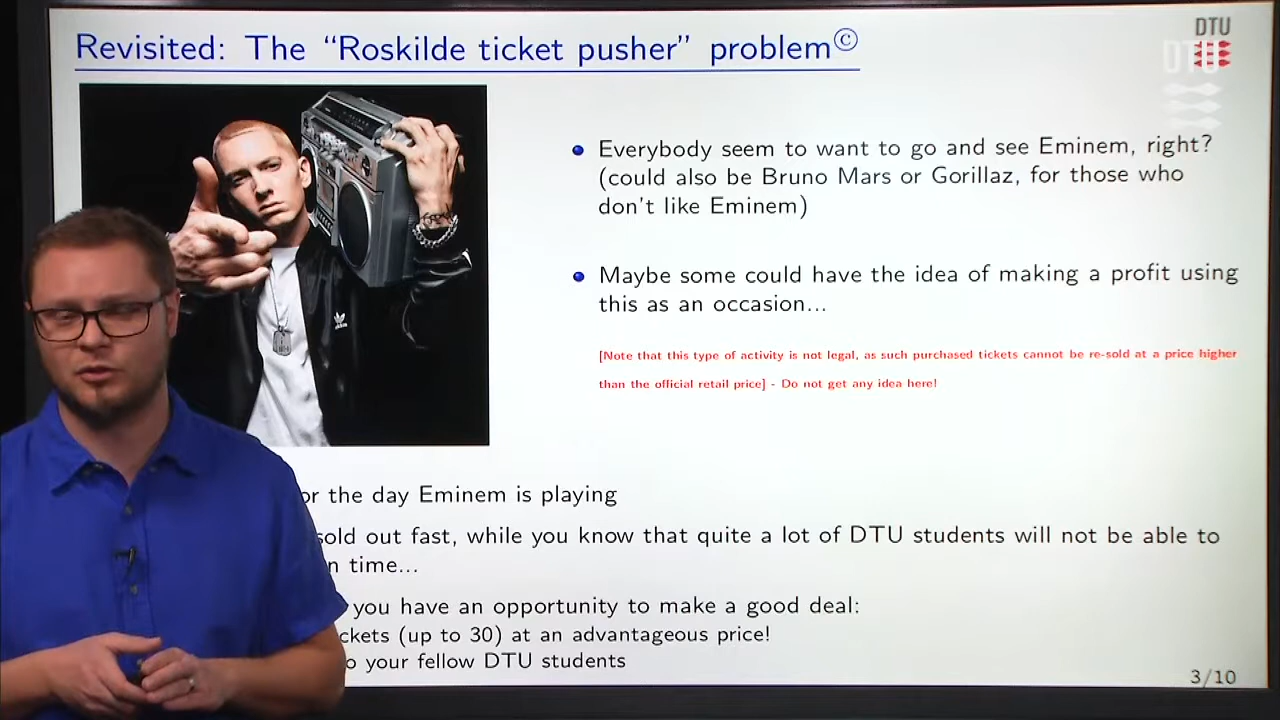 Revisited: The “Roskilde ticket pusher” problem©
DTU
DTU
Everybody seem to want to go and see Eminem, right?
(could also be Bruno Mars or Gorillaz, for those who
don't like Eminem)
Maybe some could have the idea of making a profit using
this as an occasion...
[Note that this type of activity is not legal, as such purchased tickets cannot be re-sold at a price higher
than the official retail price] - Do not get any idea here!
the day Eminem is playing
sold out fast, while you know that quite a lot of DTU students will not be able to
time...
you have an opportunity to make a good deal:
(up to 30) at an advantageous price!
your fellow DTU students
3/10